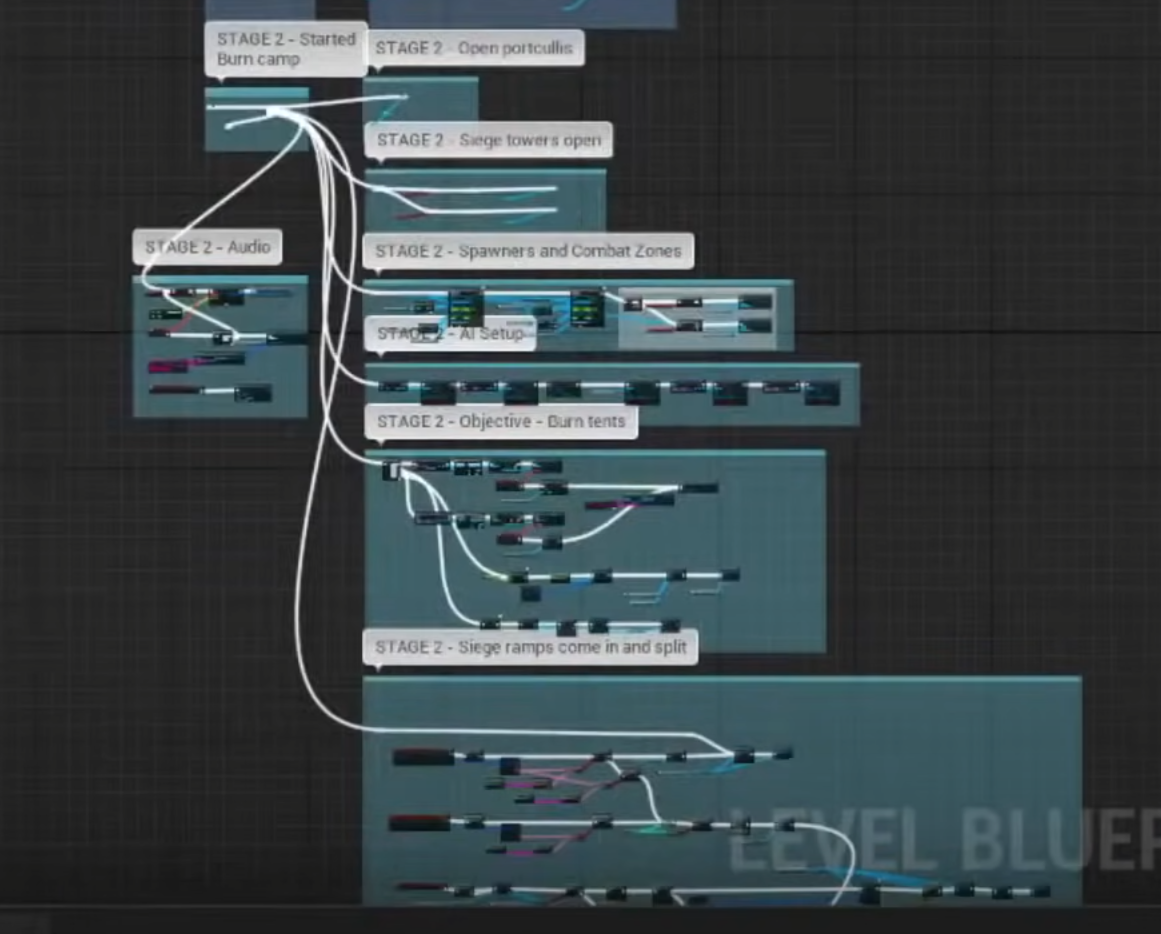 STAGE 2 - Started
Burn camp
STAGE 2 - Open portcullis
STAGE 2 - Siege towers open
STAGE 2 - Audio
STAGE 2 - Spawners and Combat Zones
STAGE 2 - AI Setup
STAGE 2 - Objective - Burn tents
STAGE 2 - Siege ramps come in and split
LEVEL BLUEP